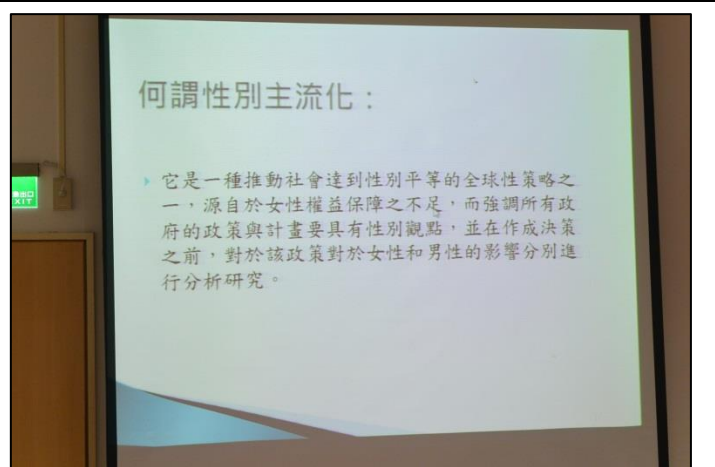 何謂性別主流化：
它是一種推動社會達到性別平等的全球性策略之
一，源自於女性權益保障之不足，而強調所有政
府的政策與計畫要具有性別觀點，並在作成決策
之前，對於該政策對於女性和男性的影響分別進
行分析研究。
出口
XIT